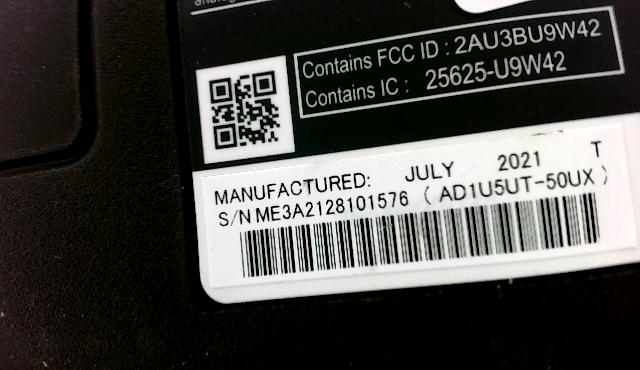 Contains FCC ID : 2AU3BU9W42
Contains IC : 25625-U9W42
MANUFACTURED: JULY 2021 T
S/N ME3A2128101576 ( AD1U5UT-50UX )